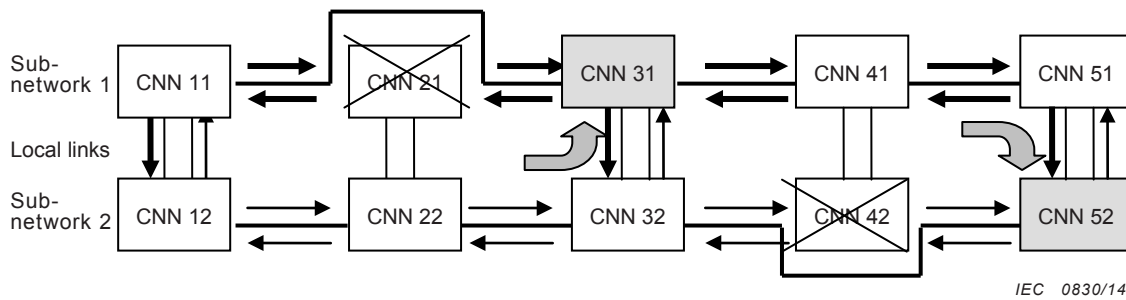 Sub-
network 1
CNN 11
CNN 21
CNN 31
CNN 41
CNN 51
Local links
Sub-
network 2
CNN 12
CNN 22
CNN 32
CNN 42
CNN 52
IEC 0830/14